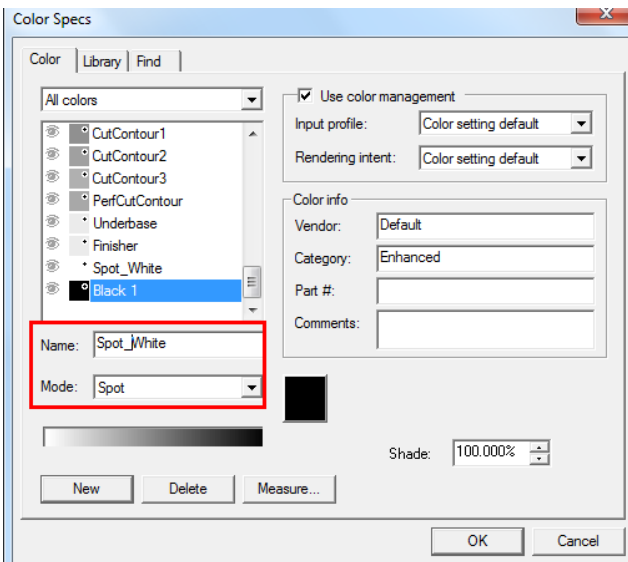 Color Specs
Color
Library
Find
All colors
CutContour1
CutContour2
CutContour3
PerfCutContour
Underbase
Finisher
Spot_White
Black 1
Name: Spot_White
Mode: Spot
New
Delete
Measure...
Use color management
Input profile: Color setting default
Rendering intent: Color setting default
Color info
Vendor: Default
Category: Enhanced
Part #:
Comments:
Shade: 100.000%
OK
Cancel